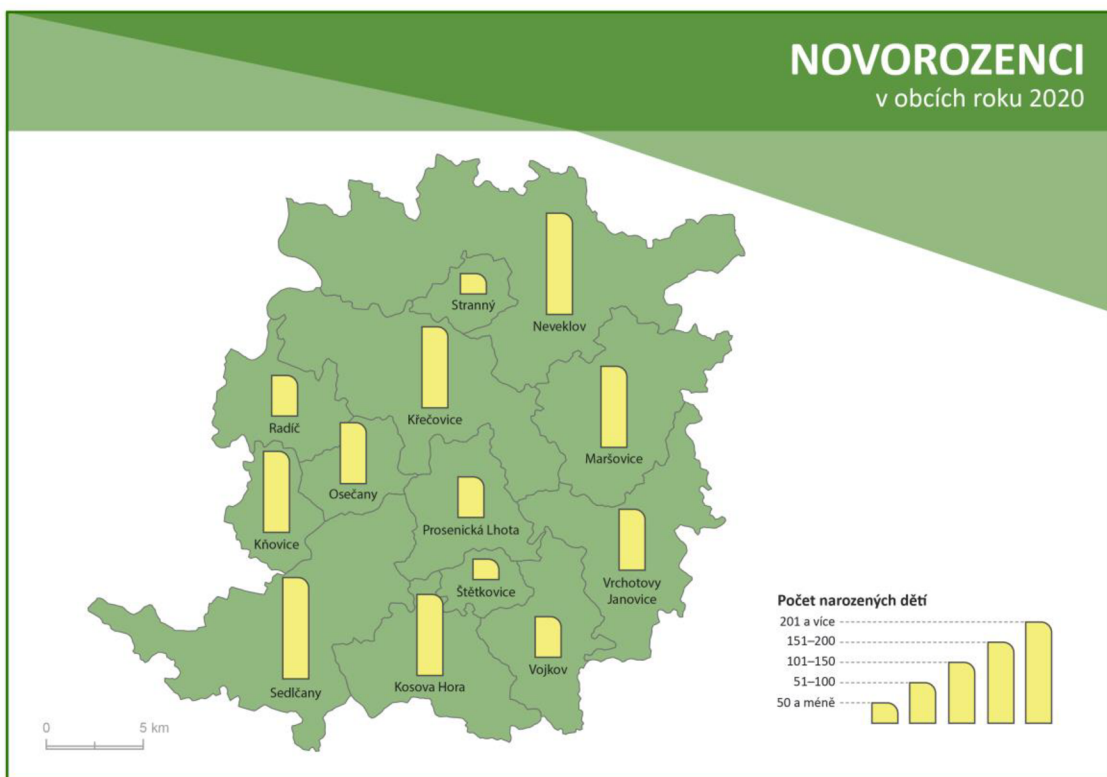 NOVOROZENCI
v obcích roku 2020
Stranný
Neveklov
Křečovice
Radíč
Maršovice
Osečany
Prosenická Lhota
Kňovice
Štětkovice
Vrchotovy
Janovice
Vojkov
Kosova Hora
Sedlčany
Počet narozených dětí
201 a více
151–200
101–150
51–100
50 a méně
0 5 km